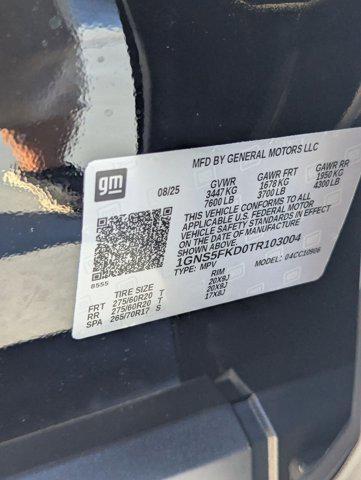 MFD BY GENERAL MOTORS LLC
gm
08/25
GVWR
3447 KG
7600 LB
GAWR FRT
1678 KG
3700 LB
GAWR RR
1950 KG
4300 LB
THIS VEHICLE CONFORMS TO ALL
APPLICABLE U.S. FEDERAL MOTOR
VEHICLE SAFETY STANDARDS IN EFFECT
ON THE DATE OF MANUFACTURE
SHOWN ABOVE.
1GNS5FKD0TR103004
TYPE: MPV
MODEL: 04CC10906
8555
TIRE SIZE
RIM
FRT 275/60R20 T 20X9J
RR 275/60R20 T 20X9J
SPA 265/70R17 S 17X8J